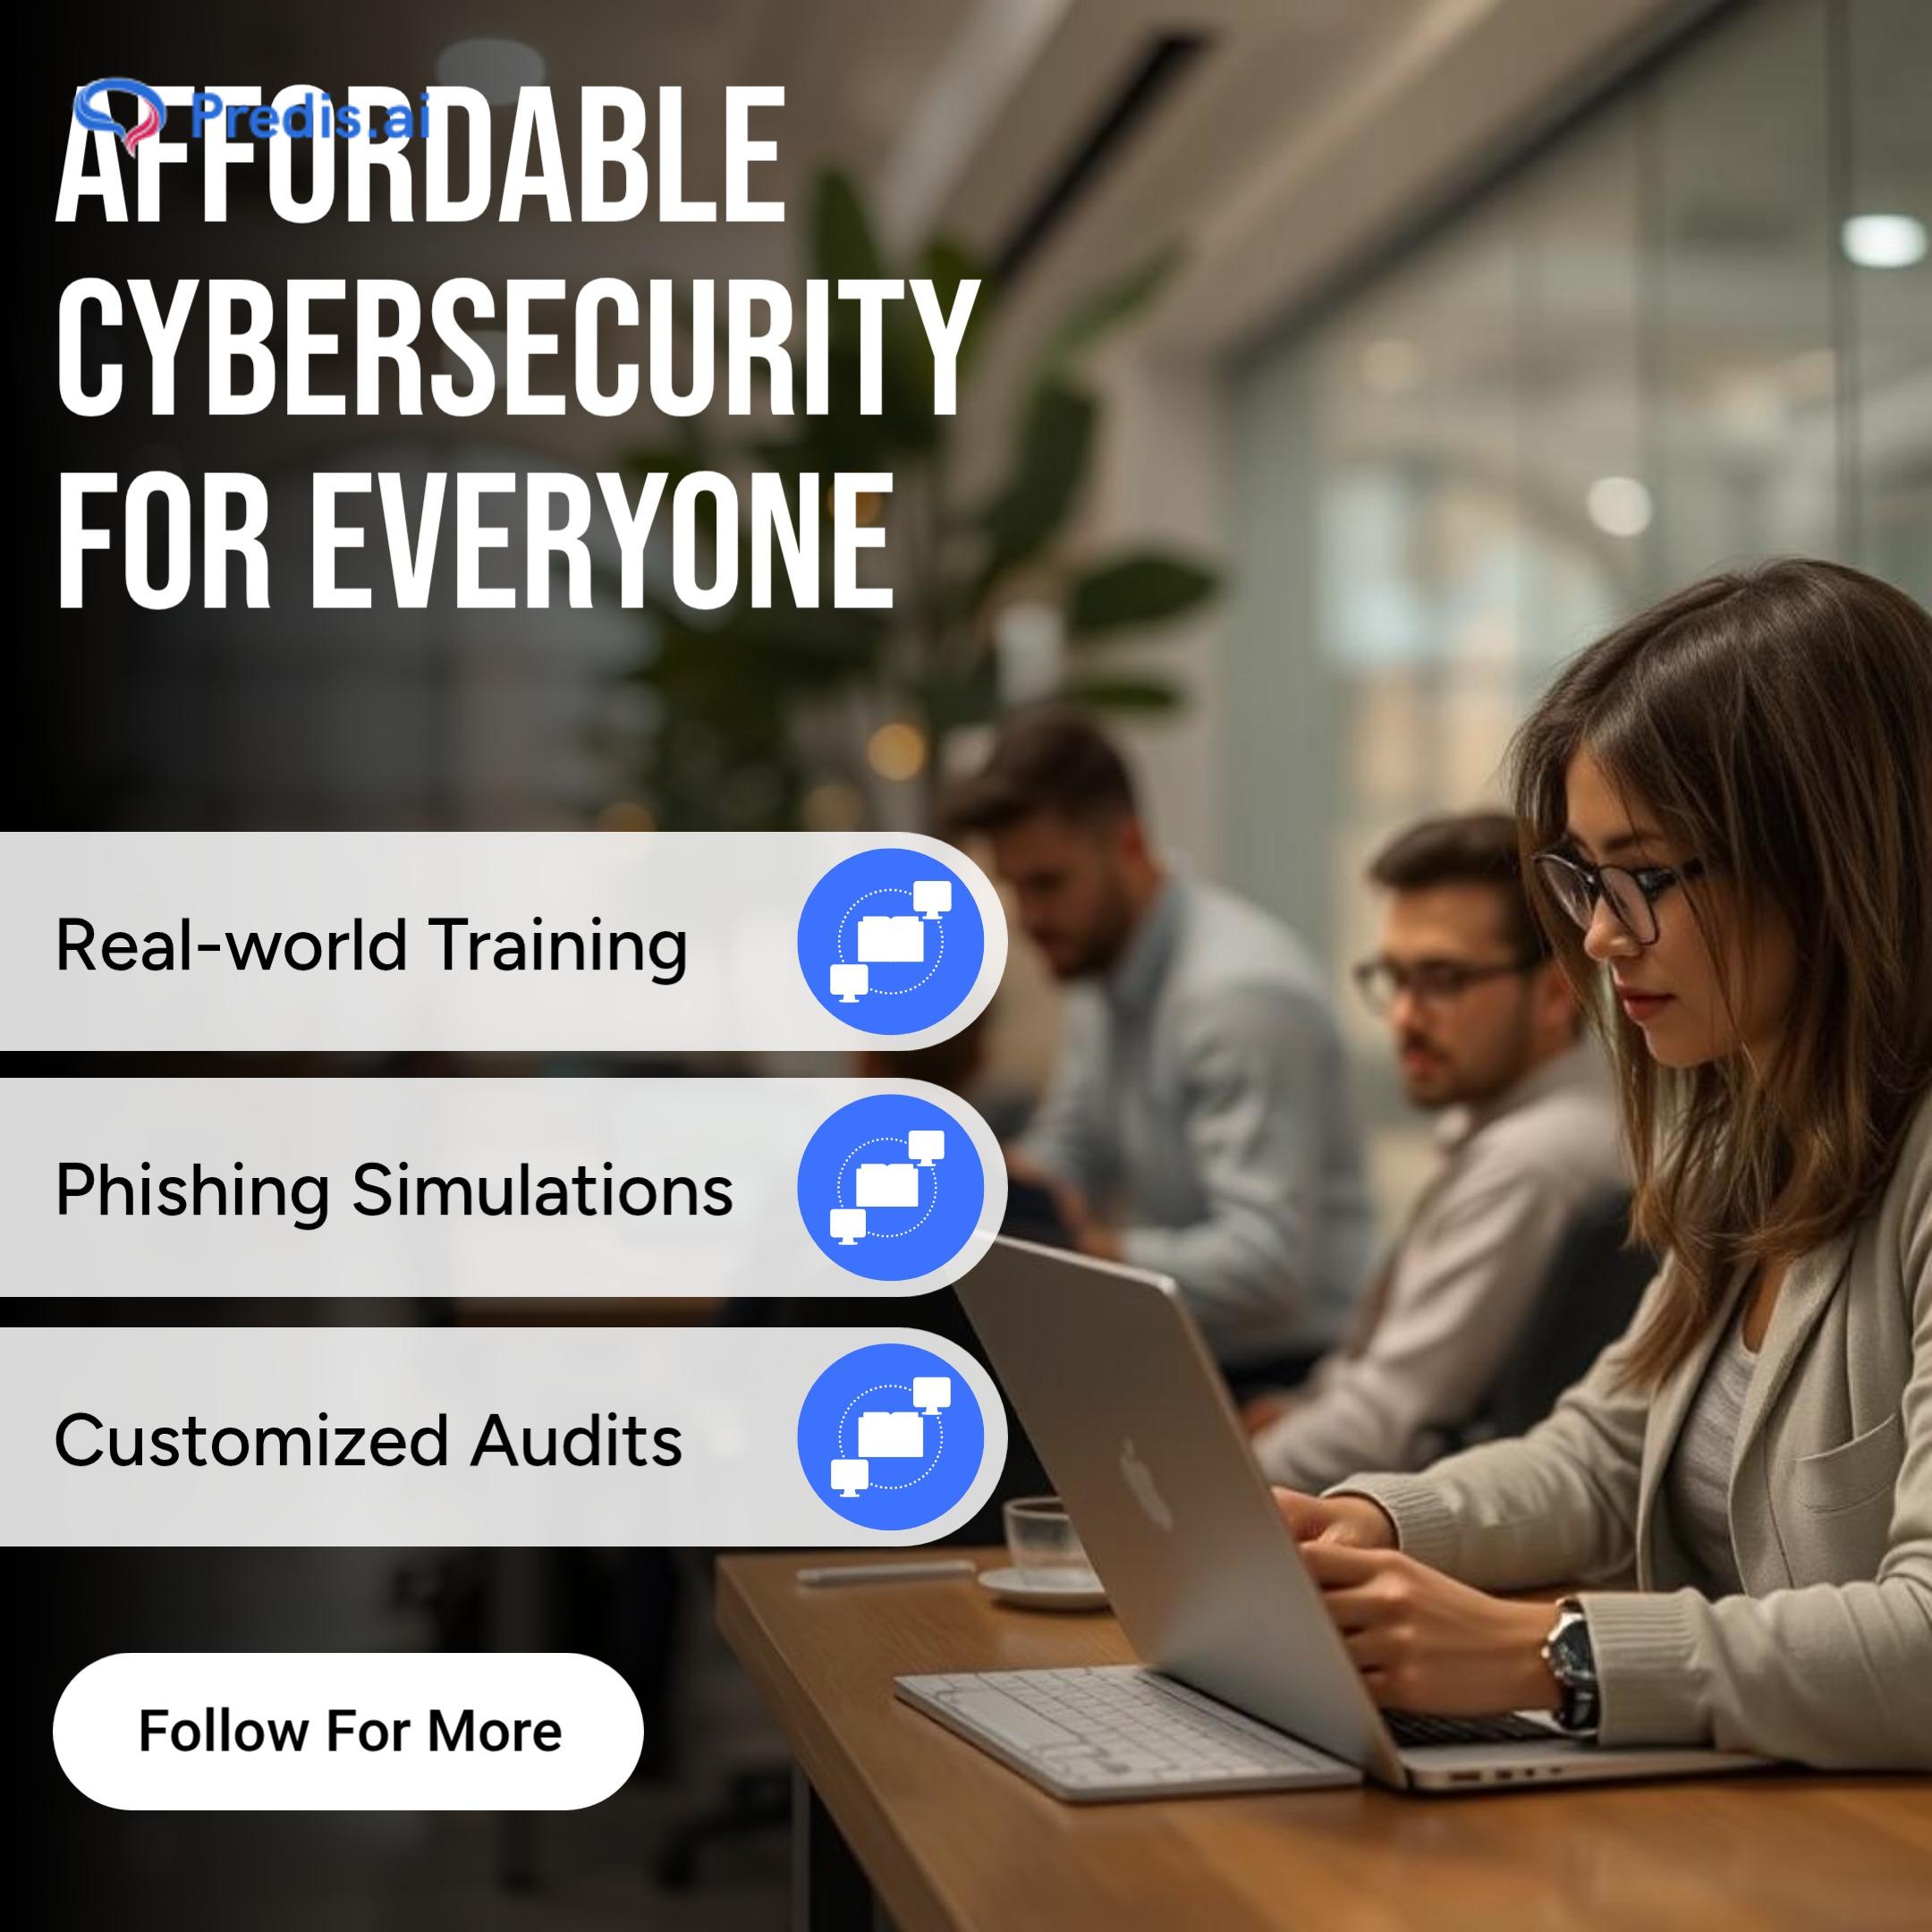 Predis.ai
AFFORDABLE
CYBERSECURITY
FOR EVERYONE
Real-world Training
Phishing Simulations
Customized Audits
Follow For More